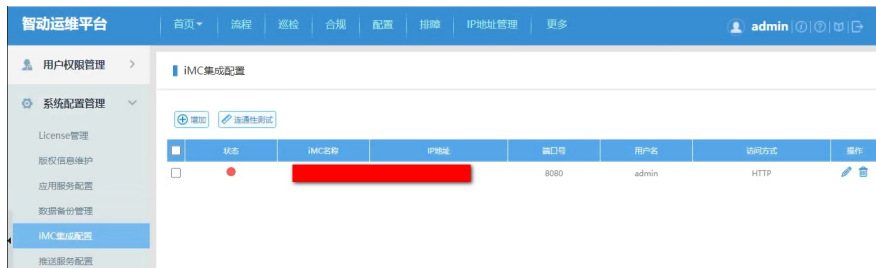 智动运维平台 首页 流程 巡检 合规 配置 排障 IP地址管理 更多 admin
用户权限管理
iMC集成配置
系统配置管理
增加 连通性测试
License管理
状态 iMC名称 IP地址 端口号 用户名 访问方式 操作
版权信息维护
8080 admin HTTP
应用服务配置
数据备份管理
iMC集成配置
推送服务配置